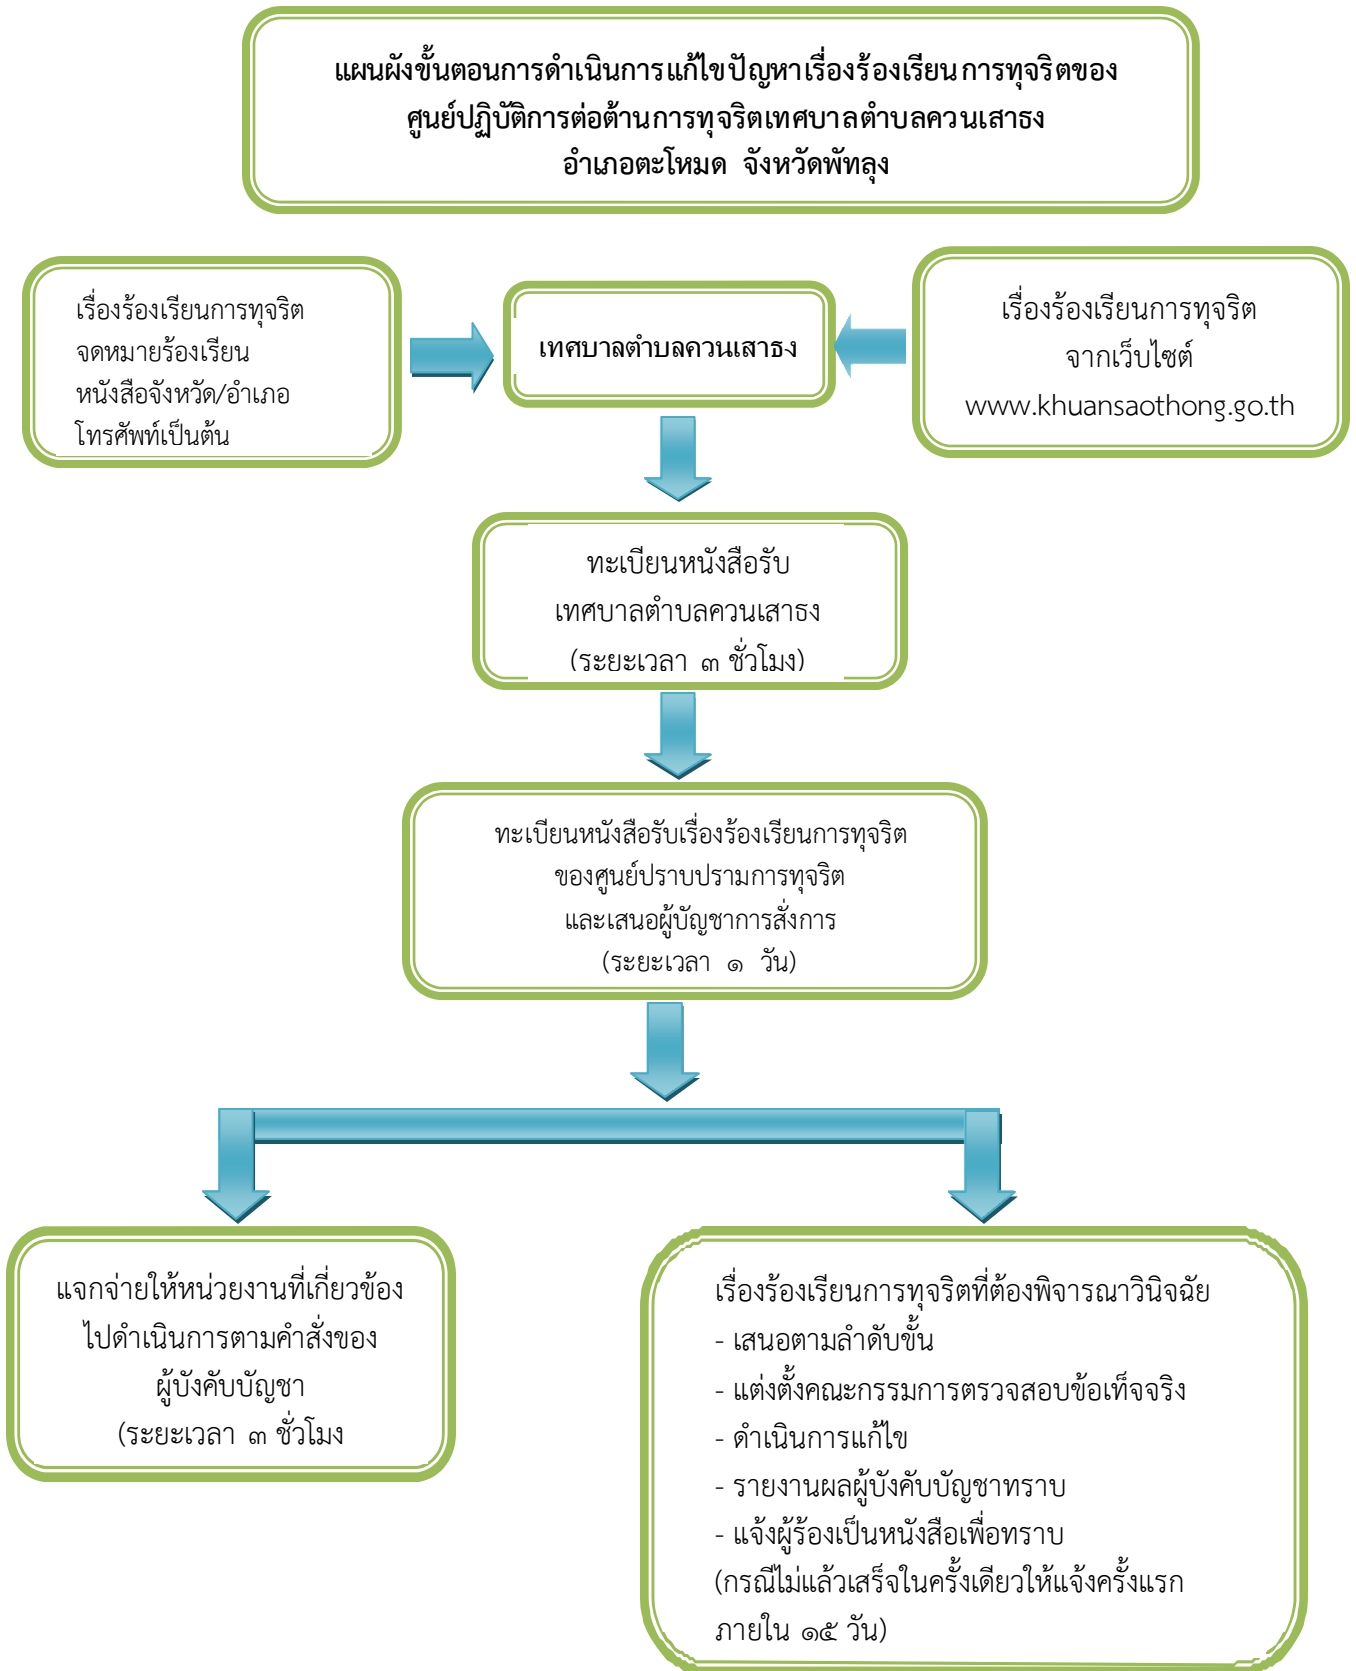 แผนผังขั้นตอนการดำเนินการแก้ไขปัญหาเรื่องร้องเรียนการทุจริตของ
ศูนย์ปฏิบัติการต่อต้านการทุจริตเทศบาลตำบลควนเสาธง
อำเภอตะโหมด จังหวัดพัทลุง
เรื่องร้องเรียนการทุจริต
จดหมายร้องเรียน
หนังสือจังหวัด/อำเภอ
โทรศัพท์เป็นต้น
เทศบาลตำบลควนเสาธง
เรื่องร้องเรียนการทุจริต
จากเว็บไซต์
www.khuansaothong.go.th
ทะเบียนหนังสือรับ
เทศบาลตำบลควนเสาธง
(ระยะเวลา ๓ ชั่วโมง)
ทะเบียนหนังสือรับเรื่องร้องเรียนการทุจริต
ของศูนย์ปราบปรามการทุจริต
และเสนอผู้บัญชาการสั่งการ
(ระยะเวลา ๑ วัน)
แจกจ่ายให้หน่วยงานที่เกี่ยวข้อง
ไปดำเนินการตามคำสั่งของ
ผู้บังคับบัญชา
(ระยะเวลา ๓ ชั่วโมง
เรื่องร้องเรียนการทุจริตที่ต้องพิจารณาวินิจฉัย
- เสนอตามลำดับขั้น
- แต่งตั้งคณะกรรมการตรวจสอบข้อเท็จจริง
- ดำเนินการแก้ไข
- รายงานผลผู้บังคับบัญชาทราบ
- แจ้งผู้ร้องเป็นหนังสือเพื่อทราบ
(กรณีไม่แล้วเสร็จในครั้งเดียวให้แจ้งครั้งแรก
ภายใน ๑๕ วัน)